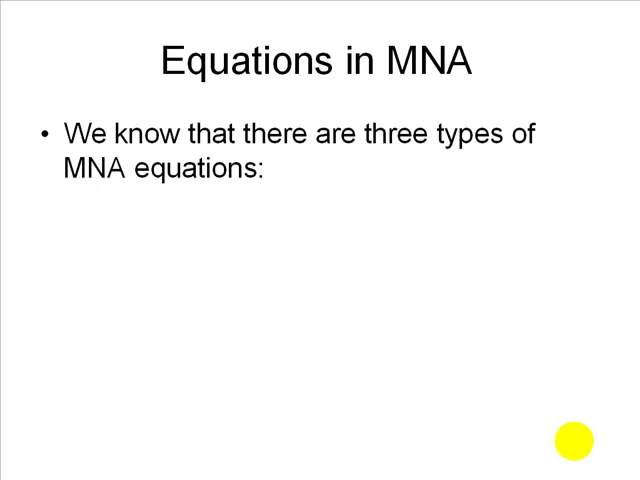 Equations in MNA
• We know that there are three types of
MNA equations: